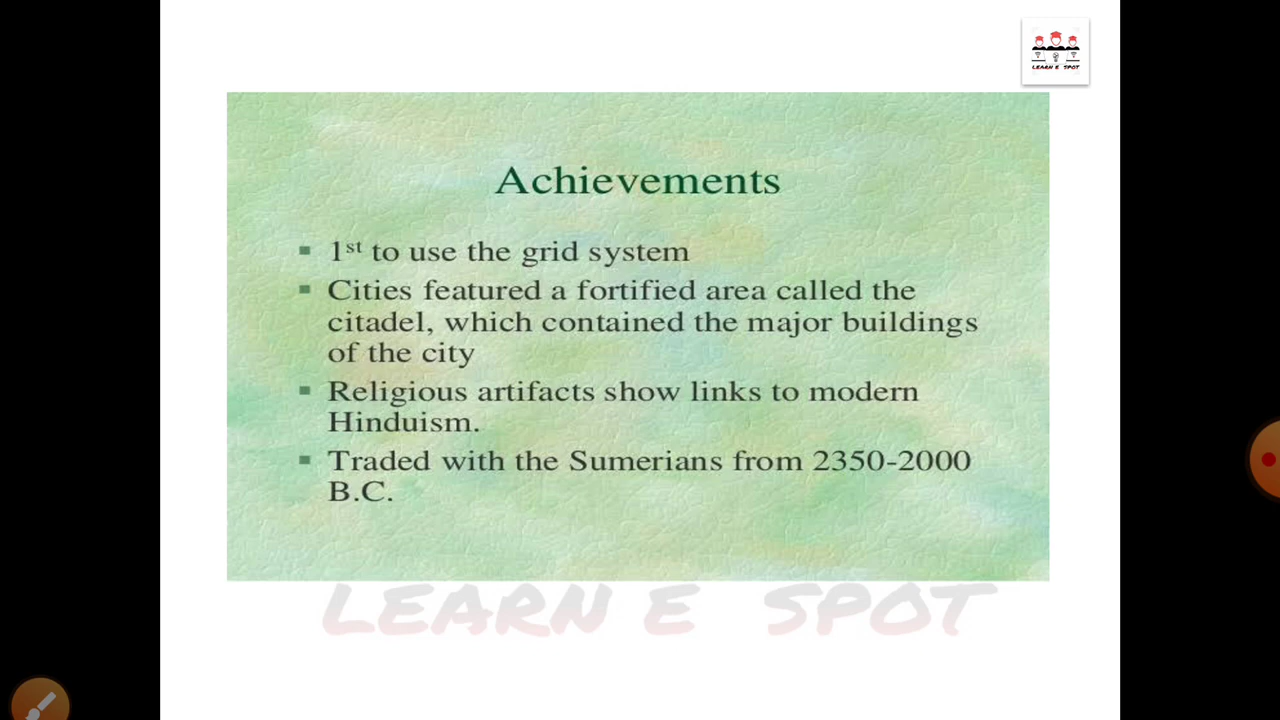 LEARN E SPOT
Achievements
1st to use the grid system
Cities featured a fortified area called the
citadel, which contained the major buildings
of the city
Religious artifacts show links to modern
Hinduism.
Traded with the Sumerians from 2350-2000
B.C.
LEARN E SPOT